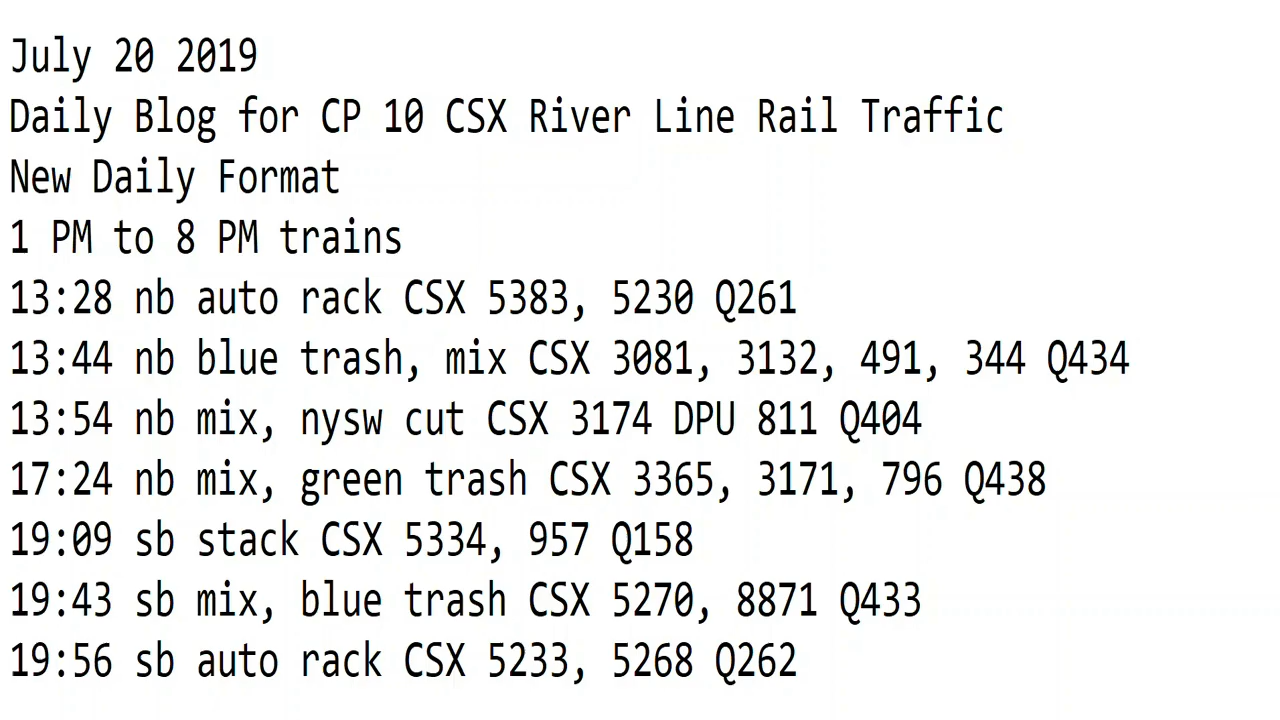 July 20 2019
Daily Blog for CP 10 CSX River Line Rail Traffic
New Daily Format
1 PM to 8 PM trains
13:28 nb auto rack CSX 5383, 5230 Q261
13:44 nb blue trash, mix CSX 3081, 3132, 491, 344 Q434
13:54 nb mix, nysw cut CSX 3174 DPU 811 Q404
17:24 nb mix, green trash CSX 3365, 3171, 796 Q438
19:09 sb stack CSX 5334, 957 Q158
19:43 sb mix, blue trash CSX 5270, 8871 Q433
19:56 sb auto rack CSX 5233, 5268 Q262